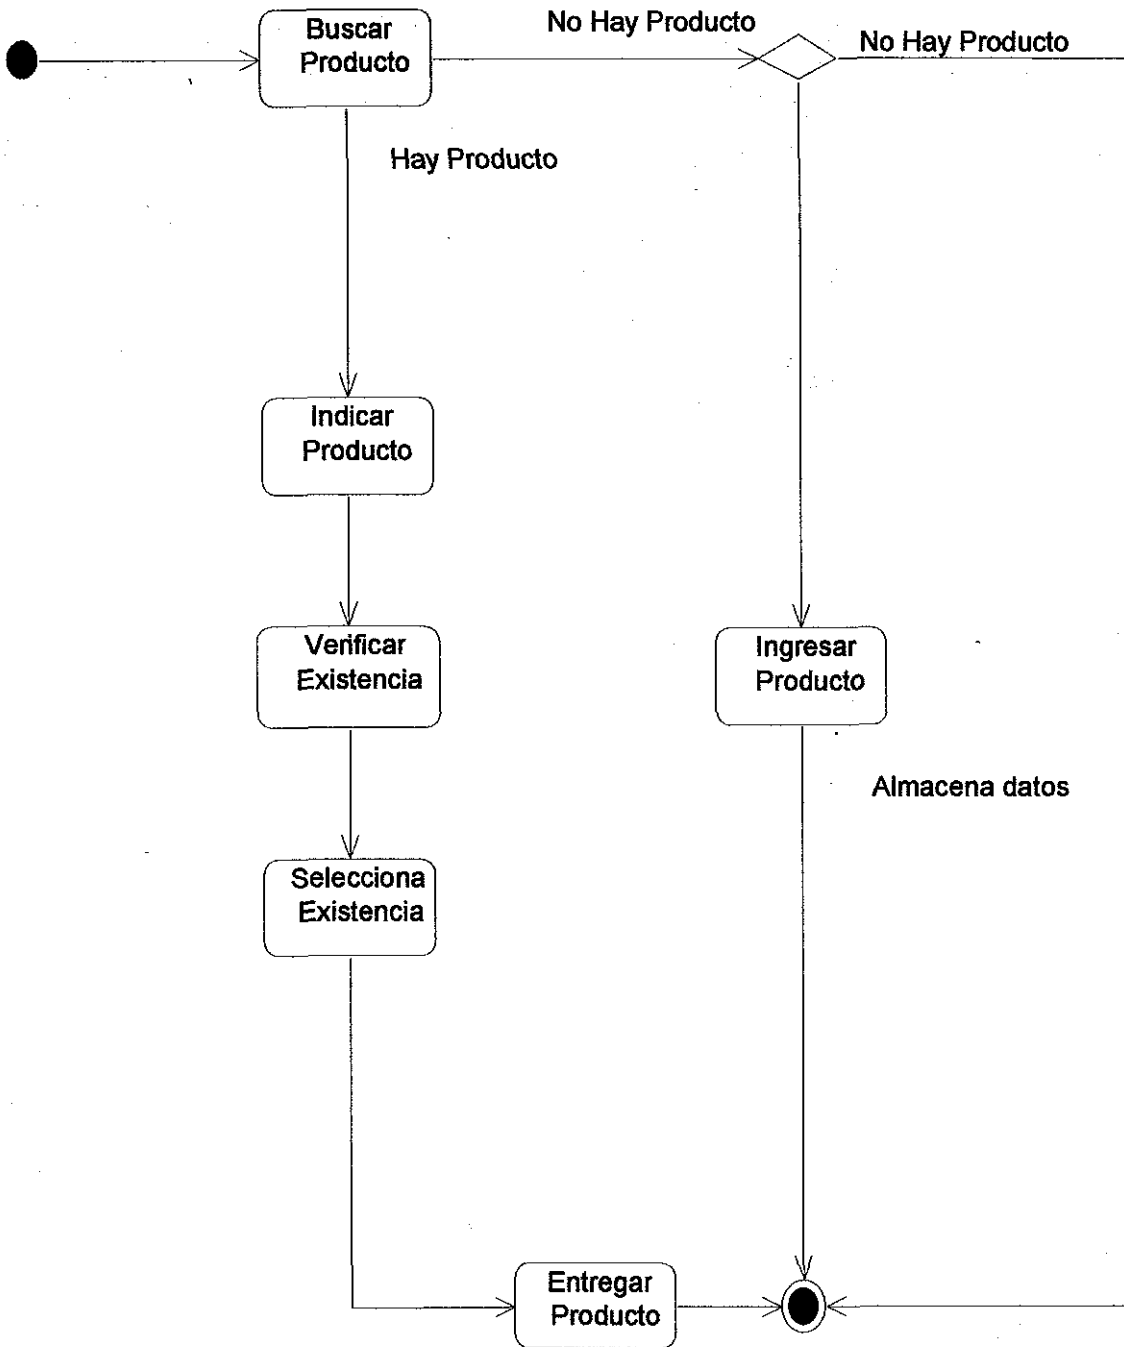 Buscar
Producto
No Hay Producto
No Hay Producto
Hay Producto
Indicar
Producto
Verificar
Existencia
Ingresar
Producto
Almacena datos
Selecciona
Existencia
Entregar
Producto